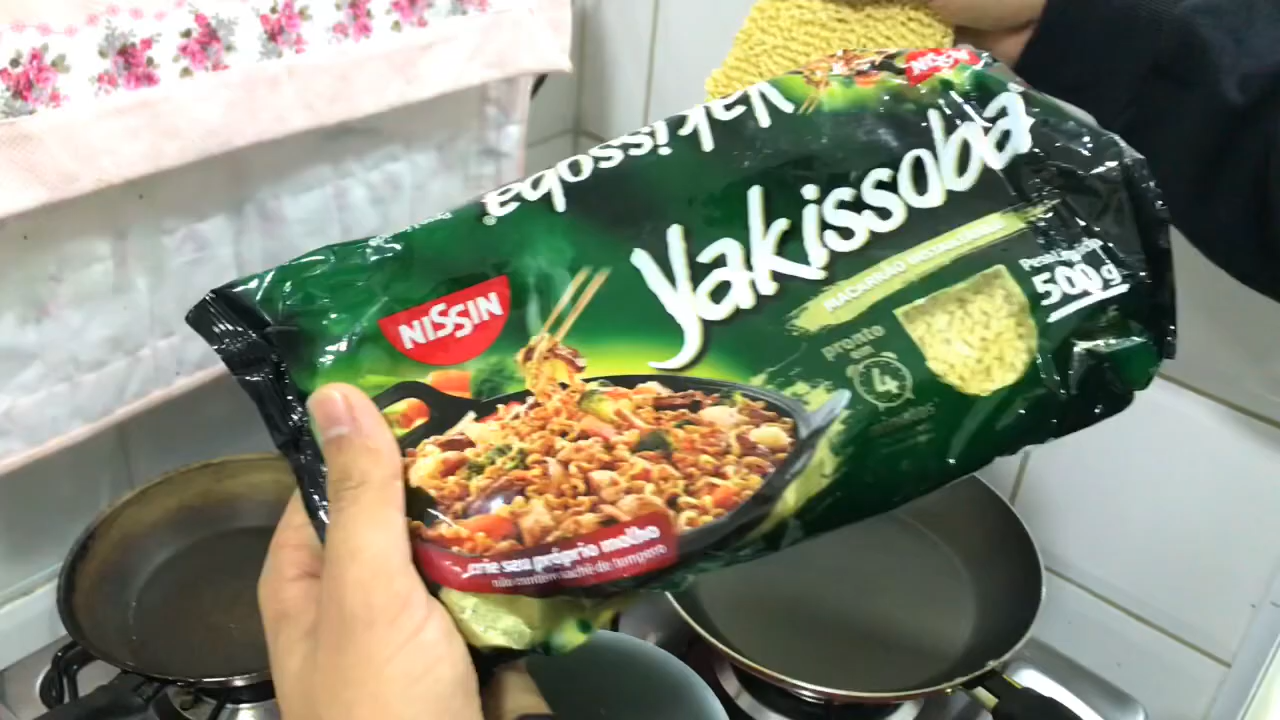 NISSIN
Yakissoba
NISSIN
Yakissoba
MACARRÃO
Peso Líquido
500g
pronto
em
4
minutos
...crie seu próprio molho
não contém sachê de tempero